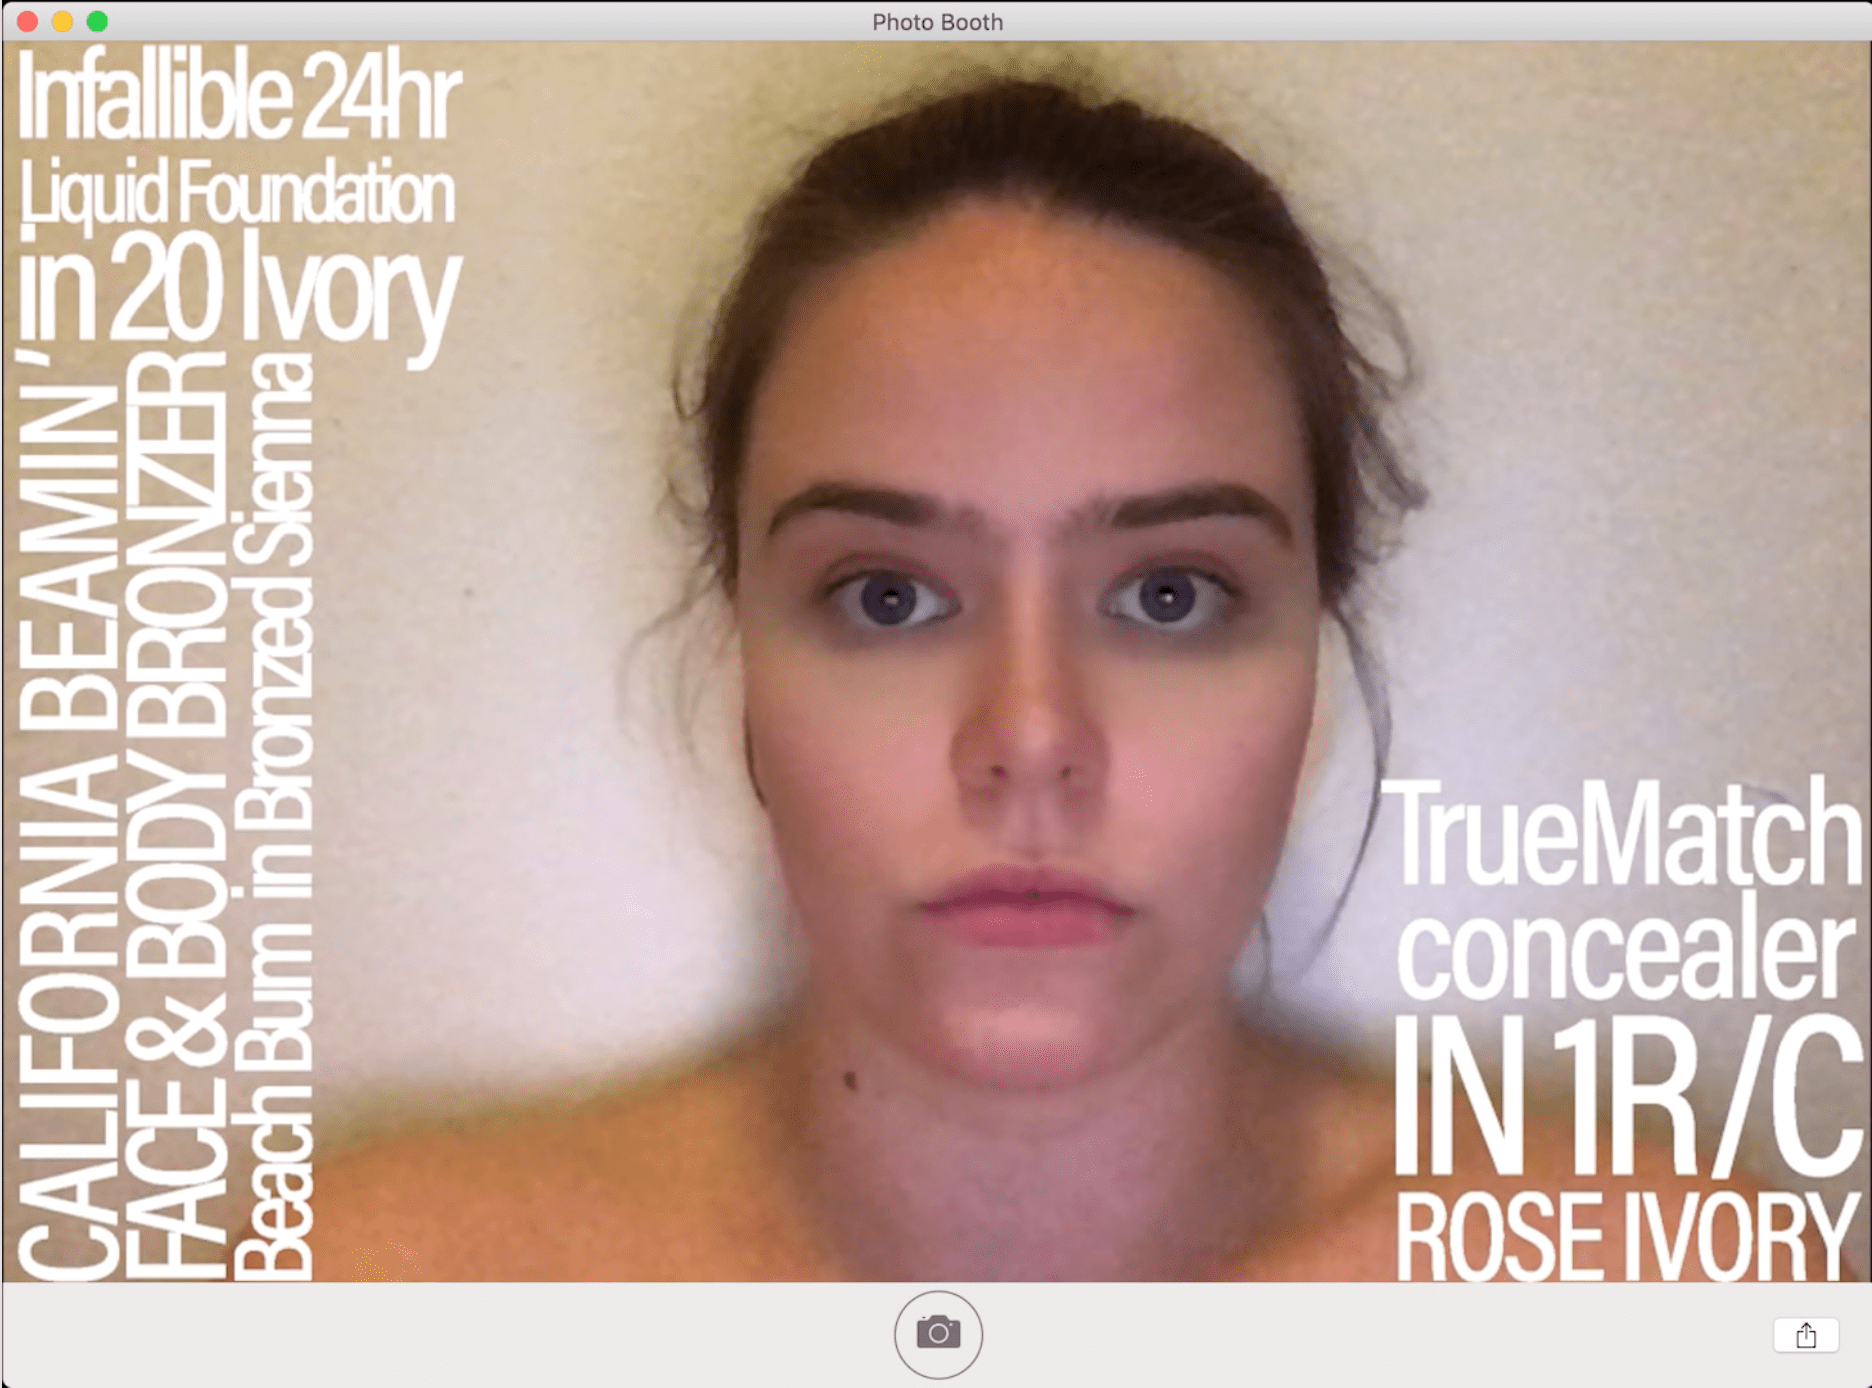 Photo Booth
Infallible 24hr
Liquid Foundation
in 20 Ivory
CALIFORNIA BEAMIN'
FACE & BODY BRONZER
Beach Bum in Bronzed Sienna
TrueMatch
concealer
IN 1R/C
ROSE IVORY